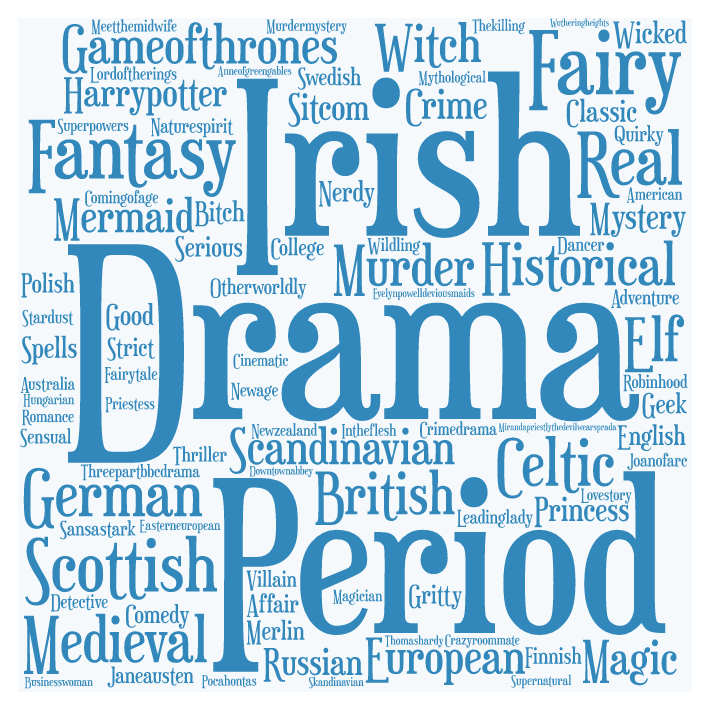 Meetthemidwife Murdermystery Thekilling Wutheringheights
Gameofthrones Witch Wicked
Lordoftherings Anneofgreengables Swedish Mythological Fairy
Harrypotter Sitcom Crime Classic
Superpowers Naturespirit Irish Quirky
Fantasy Nerdy Real
Comingofage American
Mermaid Bitch Mystery
Serious College Wildling Dancer
Polish Otherworldly Murder Historical
Evelynpowelldeviousmaids Adventure
Stardust Good Drama Elf
Spells Strict Cinematic
Australia Fairytale Newage Robinhood
Hungarian Priestess Geek
Romance
Sensual Newzealand Intheflesh Crimedrama Mirandapriestlythedevilwearsprada English
Thriller Scandinavian Joanofarc
Threepartbbcdrama Downtownabbey Celtic
German British Lovestory
Sansastark Easterneuropean Leadinglady Princess
Scottish Period
Villain
Detective Affair Magician Gritty
Comedy Merlin
Medieval Thomashardy Crazyroommate
Russian European Finnish Magic
Janeausten
Businesswoman Pocahontas Skandinavian Supernatural